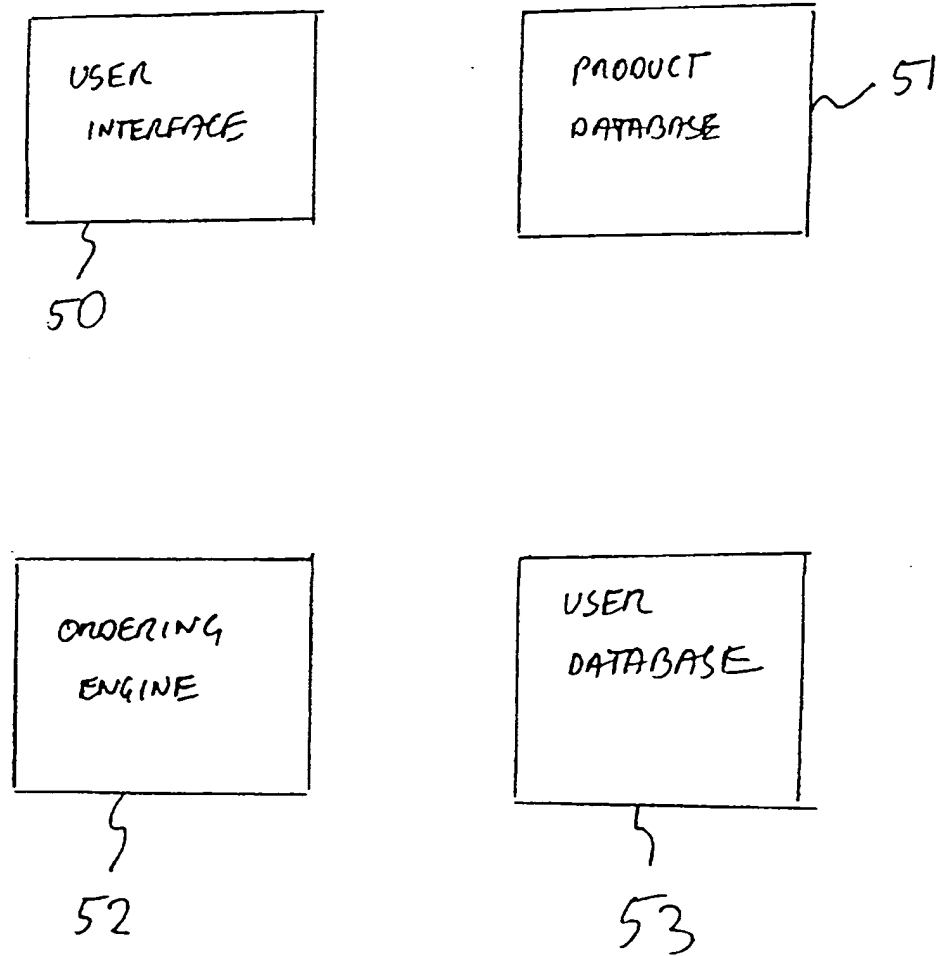 USER
INTERFACE
50
PRODUCT
DATABASE
51
ORDERING
ENGINE
52
USER
DATABASE
53